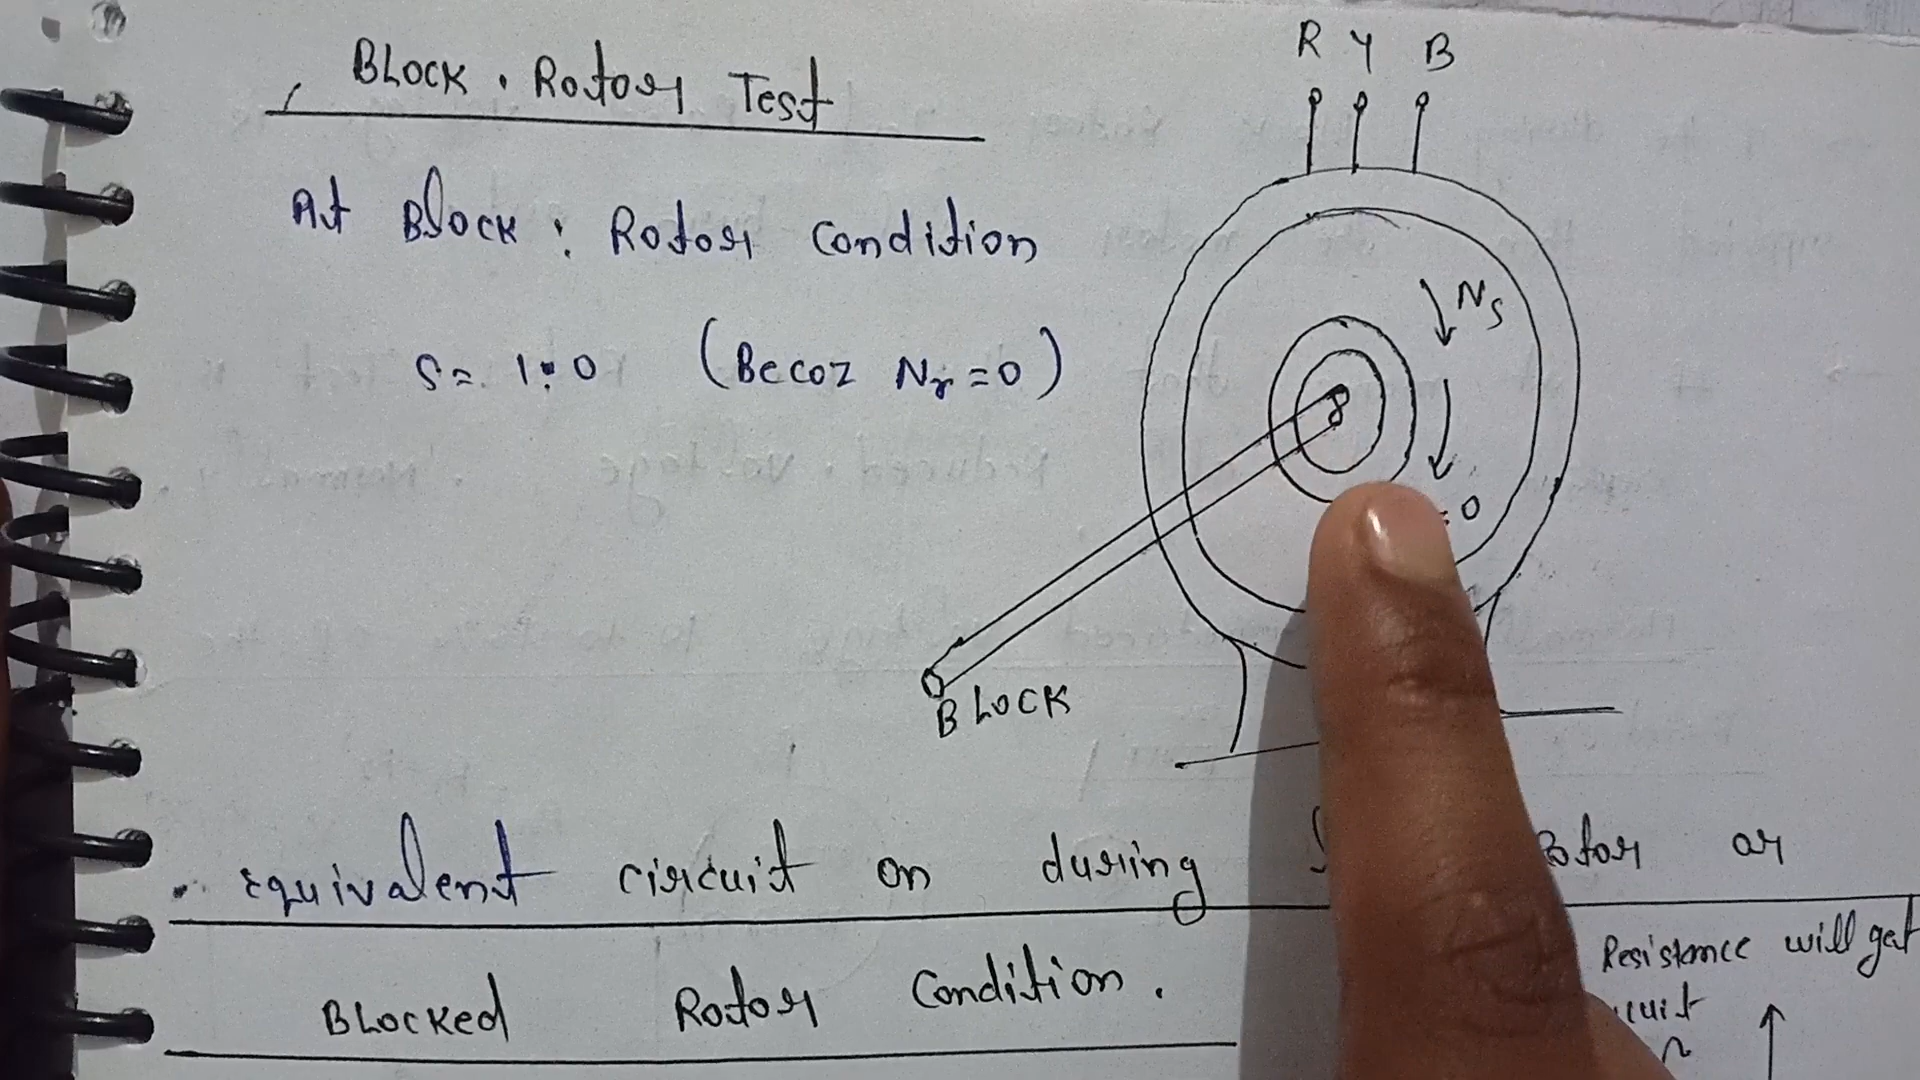 Block . Rotor Test
R Y B
At Block . Rotor Condition
Ns
S = 1.0 (Becoz Nr = 0)
= 0
BLOCK
Equivalent circuit on during Rotor or
Blocked Rotor Condition.
Resistance will get